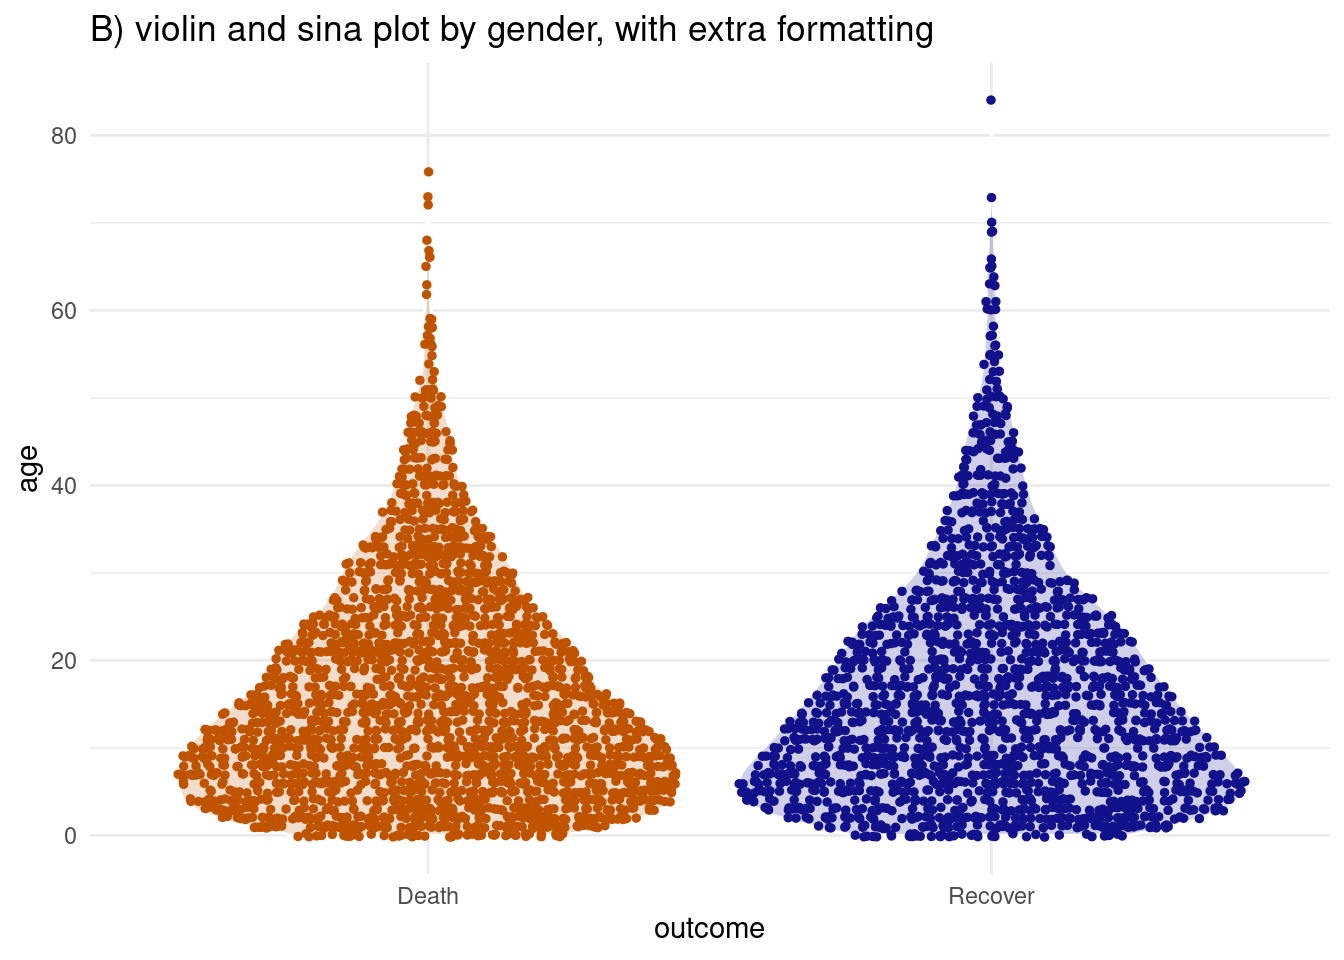 B) violin and sina plot by gender, with extra formatting
80
60
40
20
0
age
Death
Recover
outcome